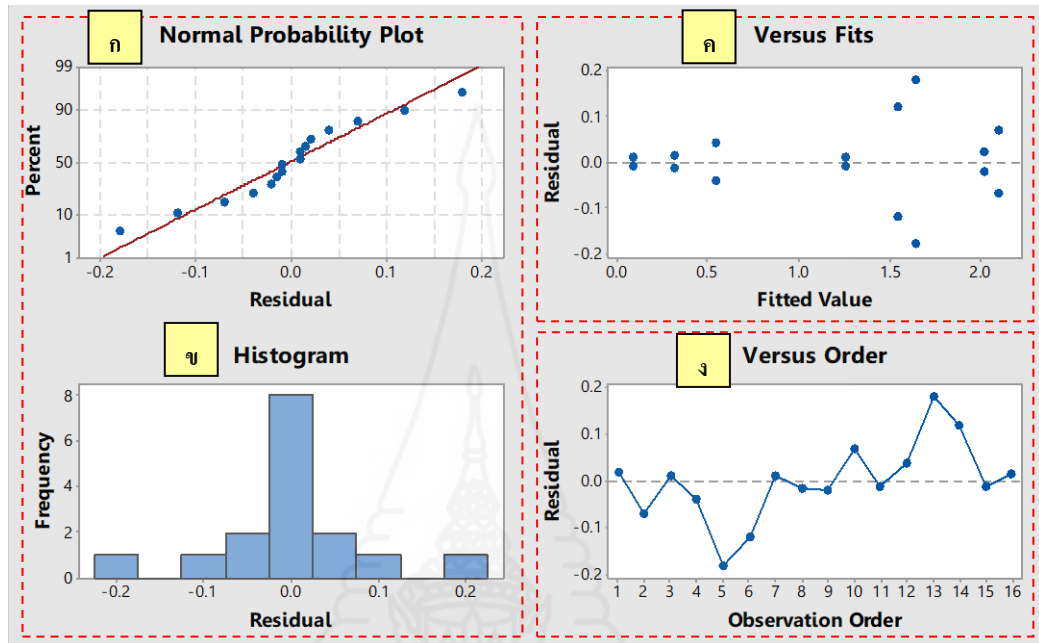 ก Normal Probability Plot
99
90
50
10
1
Percent
-0.2 -0.1 0.0 0.1 0.2
Residual
ค Versus Fits
0.2
0.1
0.0
-0.1
-0.2
Residual
0.0 0.5 1.0 1.5 2.0
Fitted Value
ข Histogram
8
6
4
2
0
Frequency
-0.2 -0.1 0.0 0.1 0.2
Residual
ง Versus Order
0.2
0.1
0.0
-0.1
-0.2
Residual
1 2 3 4 5 6 7 8 9 10 11 12 13 14 15 16
Observation Order